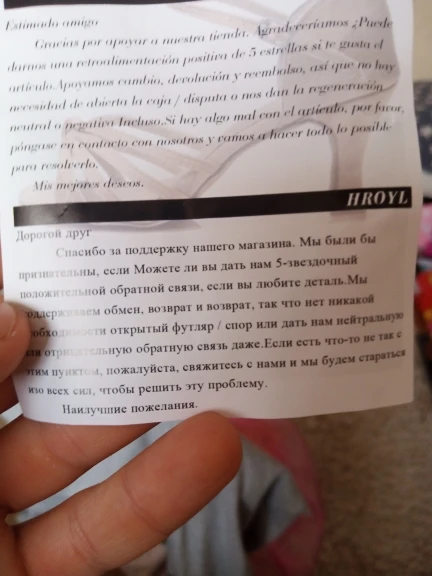 Estimado amigo
Gracias por apoyar a nuestra tienda. Agradeceríamos ¿Puede
darnos una retroalimentación positiva de 5 estrellas si te gusta el
artículo.Apoyamos cambio, devolución y reembolso, así que no hay
necesidad de abierta la caja / disputa o nos dan la regeneración
neutral o negativa Incluso.Si hay algo mal con el artículo, por favor,
póngase en contacto con nosotros y vamos a hacer todo lo posible
para resolverlo.
Mis mejores deseos.
HROYL
Дорогой друг
Спасибо за поддержку нашего магазина. Мы были бы
признательны, если Можете ли вы дать нам 5-звездочный
положительной обратной связи, если вы любите деталь.Мы
поддерживаем обмен, возврат и возврат, так что нет никакой
необходимости открытый футляр / спор или дать нам нейтральную
или отрицательную обратную связь даже.Если есть что-то не так с
этим пунктом, пожалуйста, свяжитесь с нами и мы будем стараться
изо всех сил, чтобы решить эту проблему.
Наилучшие пожелания.